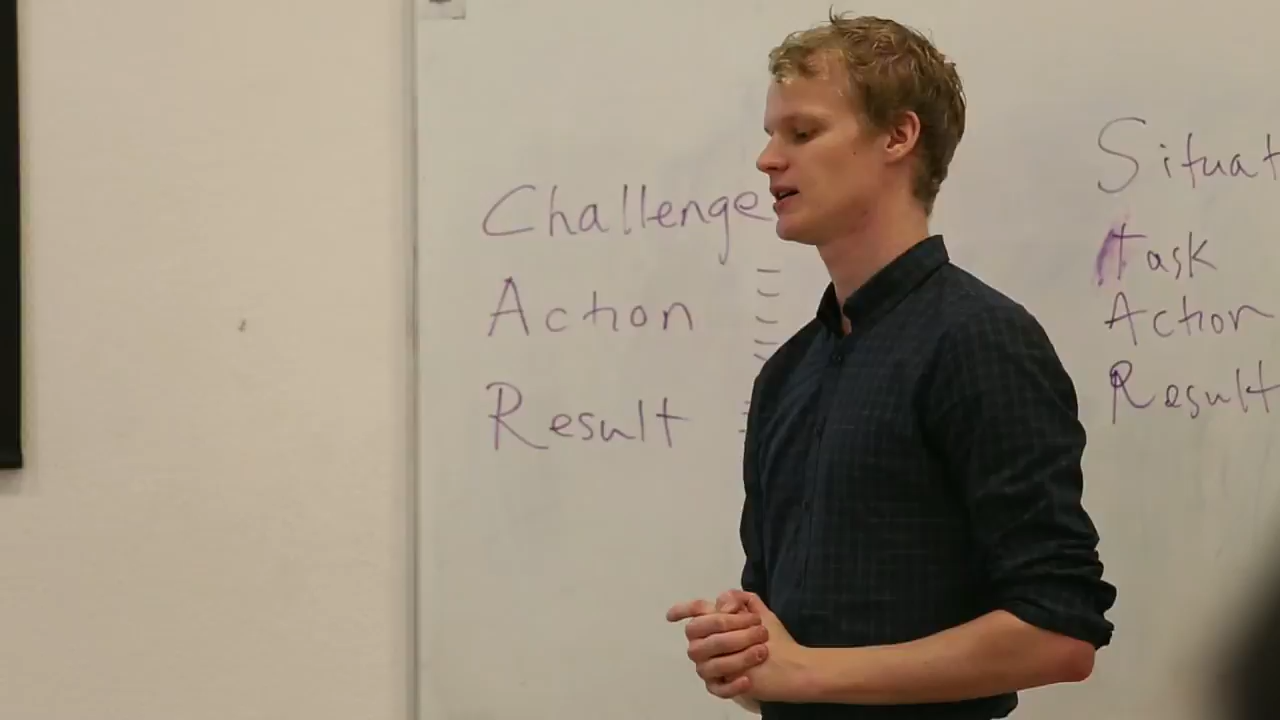 Challenge
Action
Result
Situat
Task
Action
Result